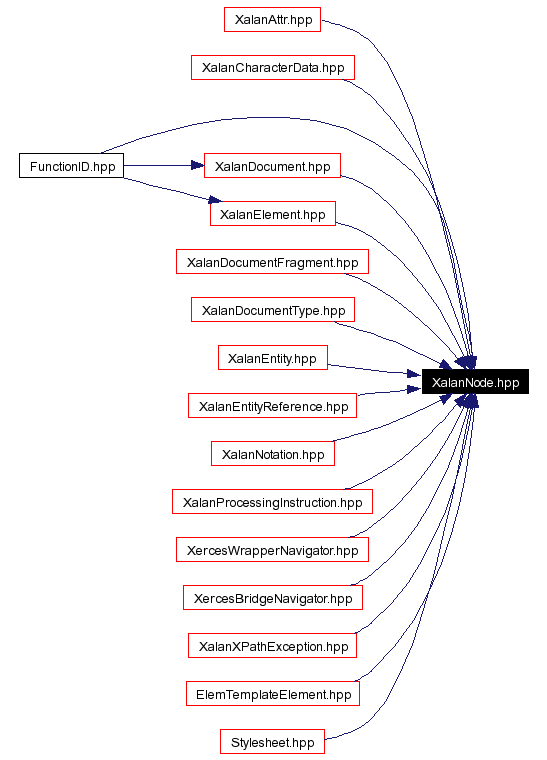 XalanAttr.hpp
XalanCharacterData.hpp
FunctionID.hpp
XalanDocument.hpp
XalanElement.hpp
XalanDocumentFragment.hpp
XalanDocumentType.hpp
XalanEntity.hpp
XalanNode.hpp
XalanEntityReference.hpp
XalanNotation.hpp
XalanProcessingInstruction.hpp
XercesWrapperNavigator.hpp
XercesBridgeNavigator.hpp
XalanXPathException.hpp
ElemTemplateElement.hpp
Stylesheet.hpp